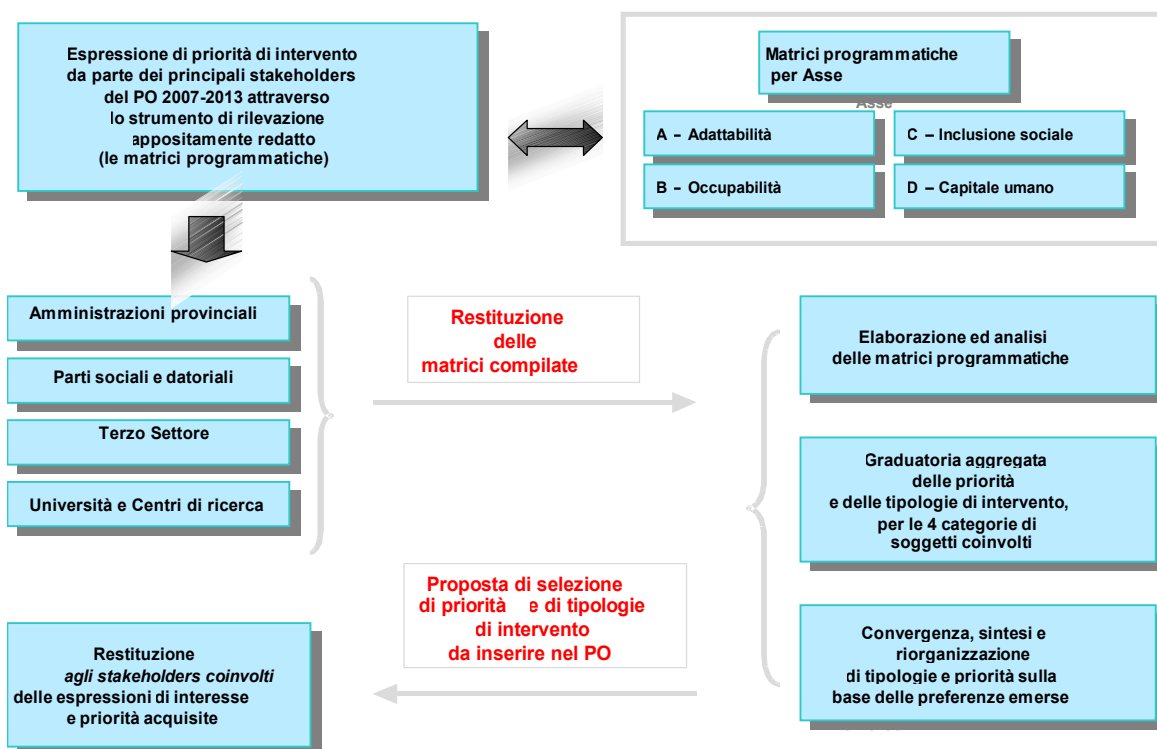 Espressione di priorità di intervento
da parte dei principali stakeholders
del PO 2007-2013 attraverso
lo strumento di rilevazione
appositamente redatto
(le matrici programmatiche)
Matrici programmatiche
per Asse
Asse
A – Adattabilità
C – Inclusione sociale
B – Occupabilità
D – Capitale umano
Amministrazioni provinciali
Parti sociali e datoriali
Terzo Settore
Università e Centri di ricerca
Restituzione
delle
matrici compilate
Elaborazione ed analisi
delle matrici programmatiche
Graduatoria aggregata
delle priorità
e delle tipologie di intervento,
per le 4 categorie di
soggetti coinvolti
Convergenza, sintesi e
riorganizzazione
di tipologie e priorità sulla
base delle preferenze emerse
Proposta di selezione
di priorità e di tipologie
di intervento
da inserire nel PO
Restituzione
agli stakeholders coinvolti
delle espressioni di interesse
e priorità acquisite